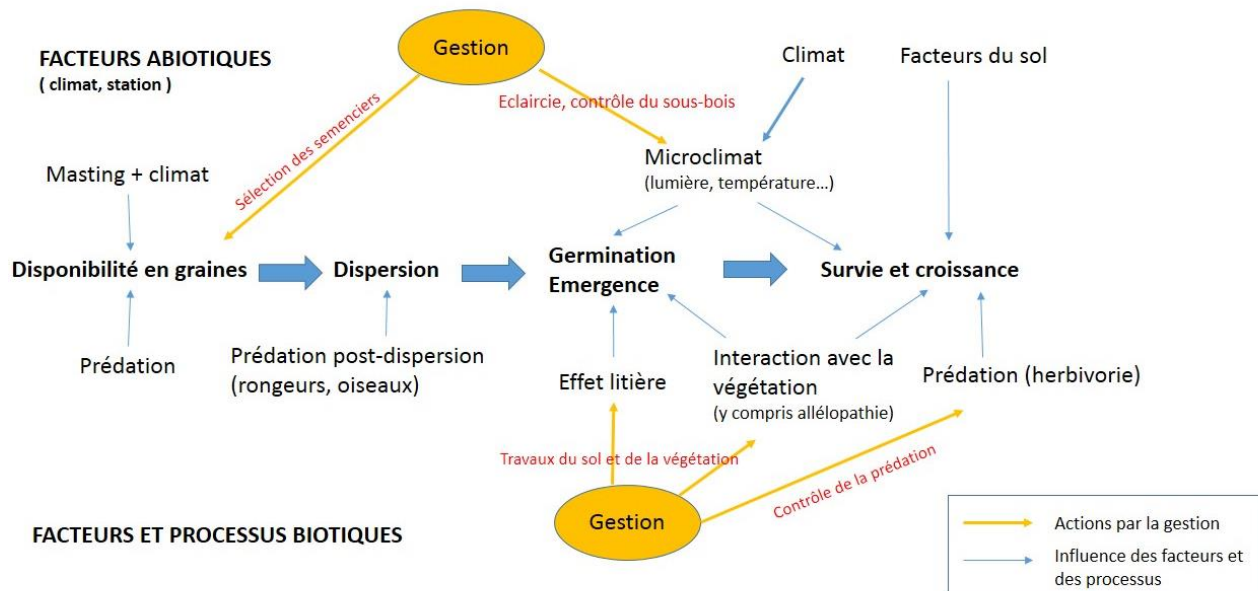 Gestion
FACTEURS ABIOTIQUES
( climat, station )
Climat
Facteurs du sol
Eclaircie, contrôle du sous-bois
Sélection des semenciers
Masting + climat
Microclimat
(lumière, température…)
Disponibilité en graines
Dispersion
Germination
Emergence
Survie et croissance
Prédation
Prédation post-dispersion
(rongeurs, oiseaux)
Effet litière
Interaction avec la
végétation
(y compris allélopathie)
Prédation (herbivorie)
Travaux du sol et de la végétation
Contrôle de la prédation
Gestion
FACTEURS ET PROCESSUS BIOTIQUES
Actions par la gestion
Influence des facteurs et
des processus